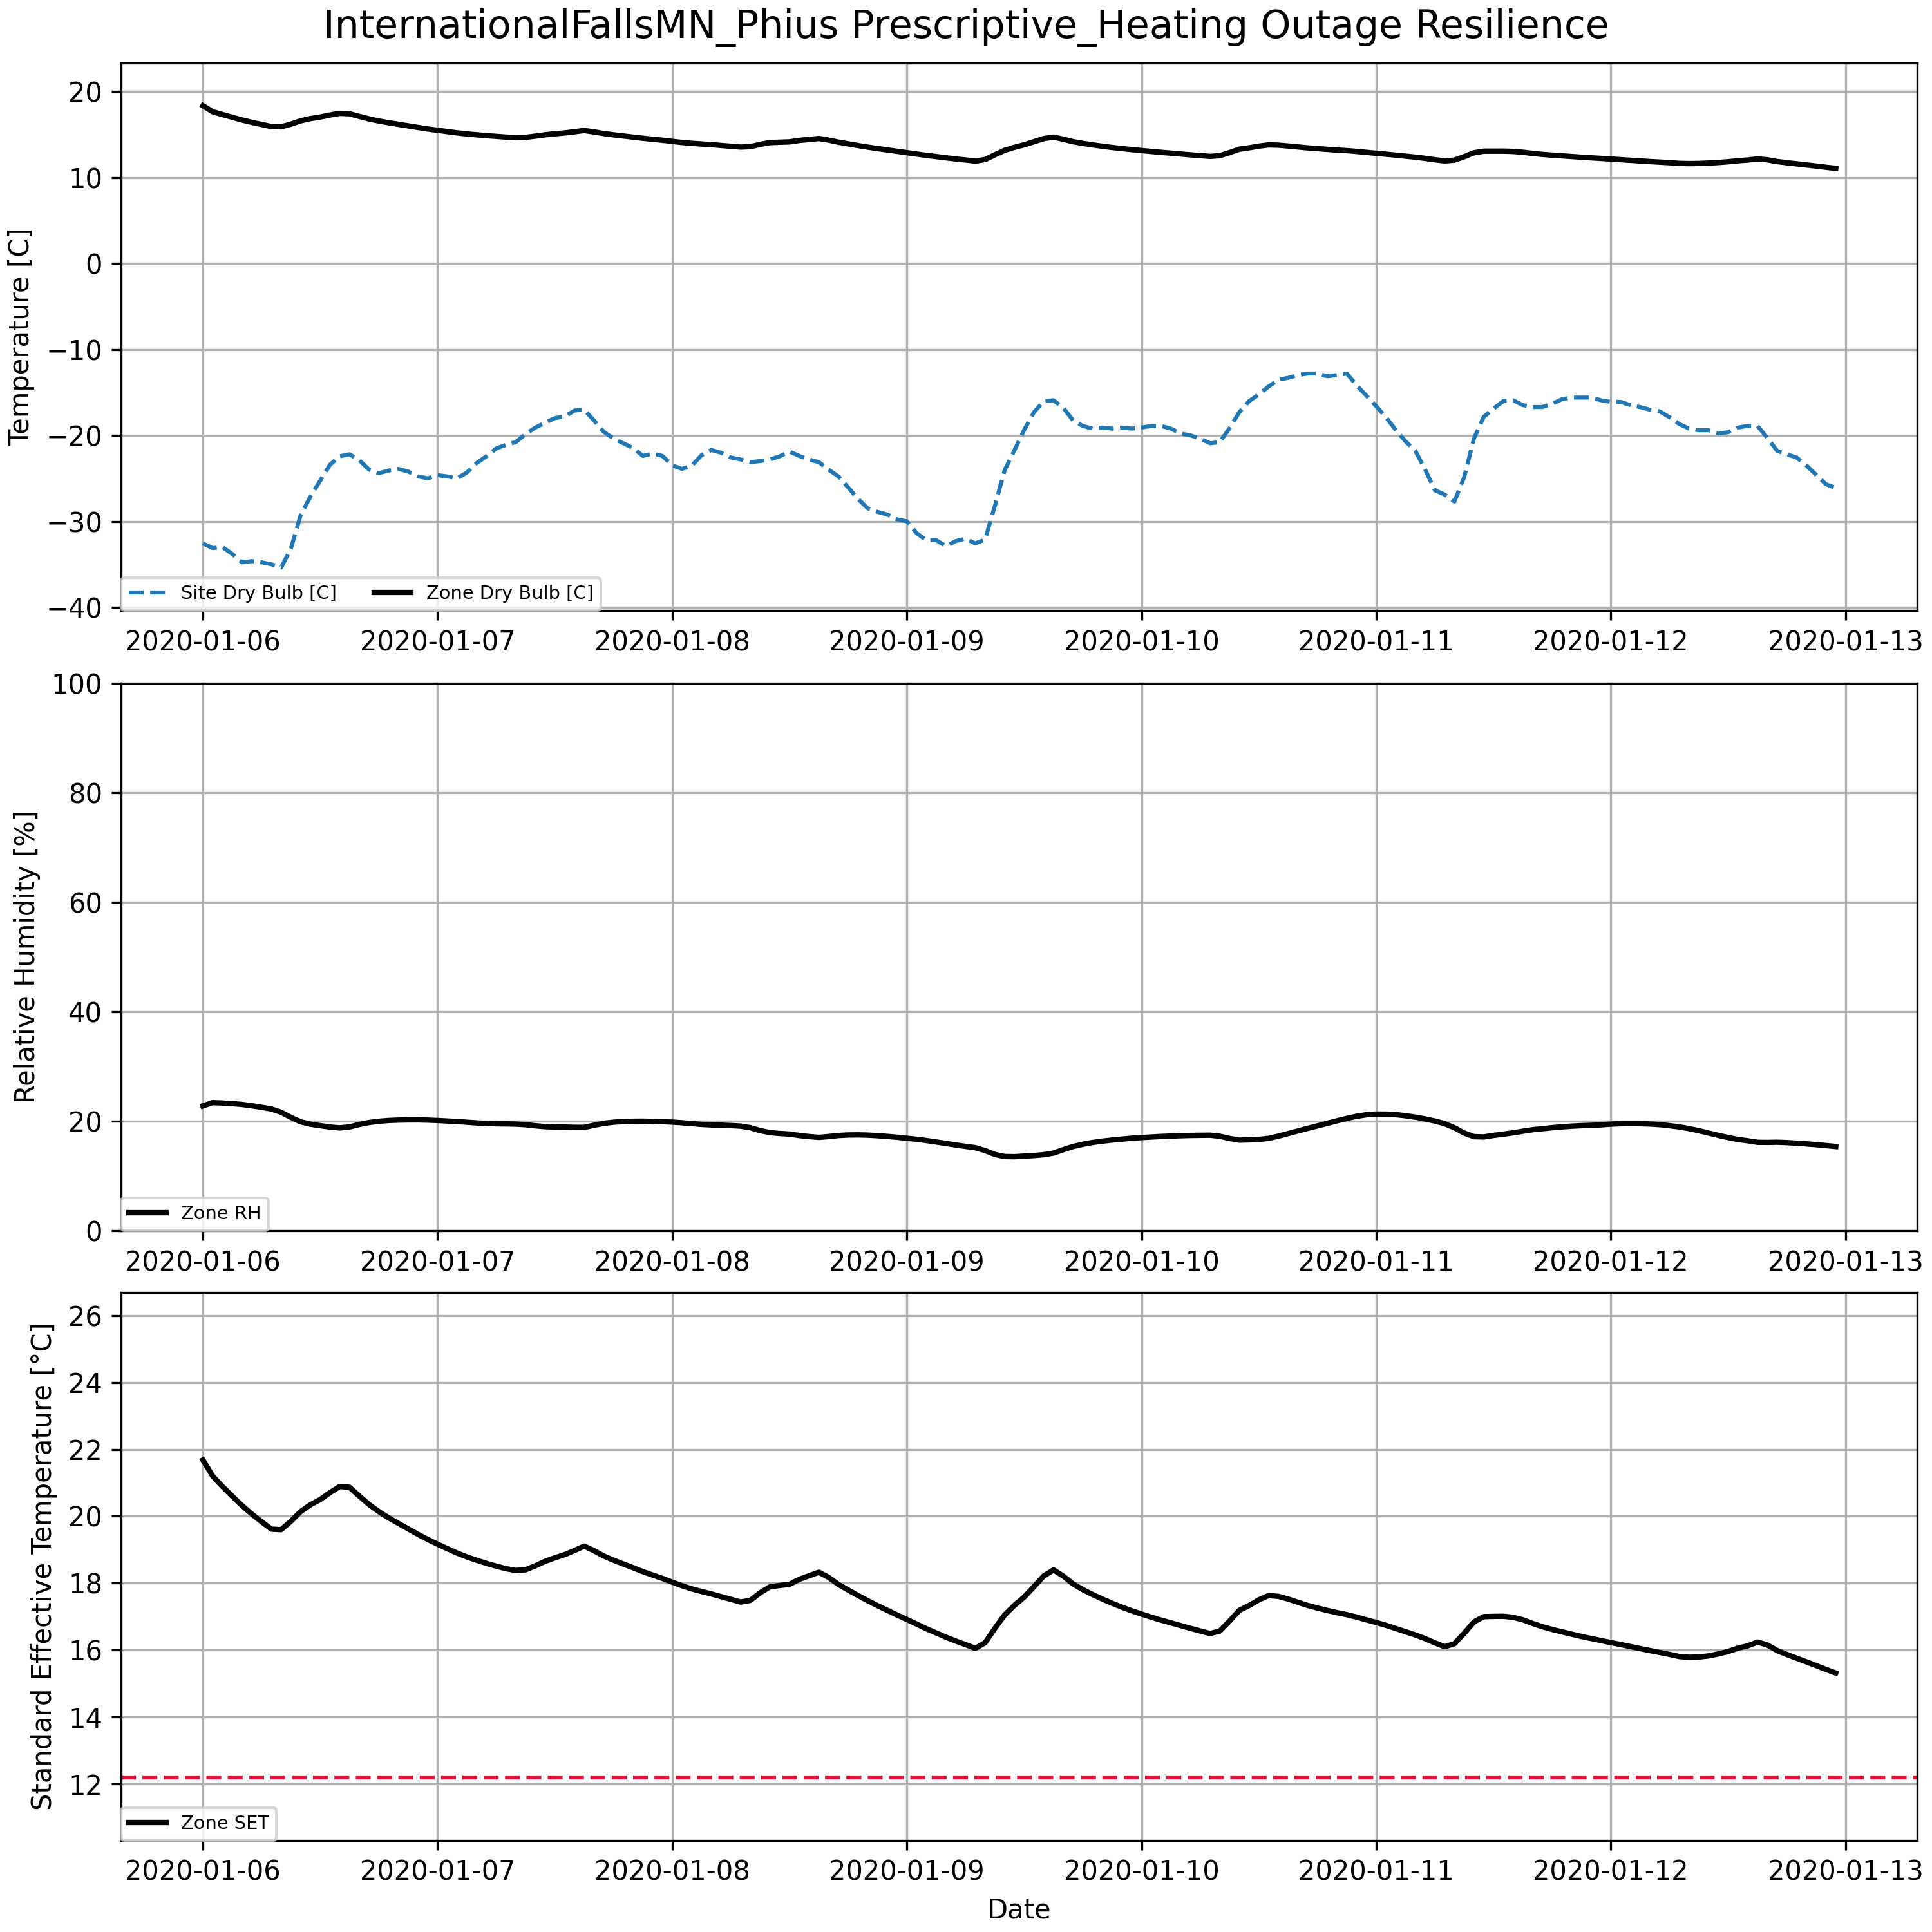 InternationalFallsMN_Phius Prescriptive_Heating Outage Resilience
Temperature [C]
20
10
0
−10
−20
−30
−40
Site Dry Bulb [C] Zone Dry Bulb [C]
2020-01-06 2020-01-07 2020-01-08 2020-01-09 2020-01-10 2020-01-11 2020-01-12 2020-01-13
Relative Humidity [%]
100
80
60
40
20
0
Zone RH
2020-01-06 2020-01-07 2020-01-08 2020-01-09 2020-01-10 2020-01-11 2020-01-12 2020-01-13
Standard Effective Temperature [°C]
26
24
22
20
18
16
14
12
Zone SET
2020-01-06 2020-01-07 2020-01-08 2020-01-09 2020-01-10 2020-01-11 2020-01-12 2020-01-13
Date